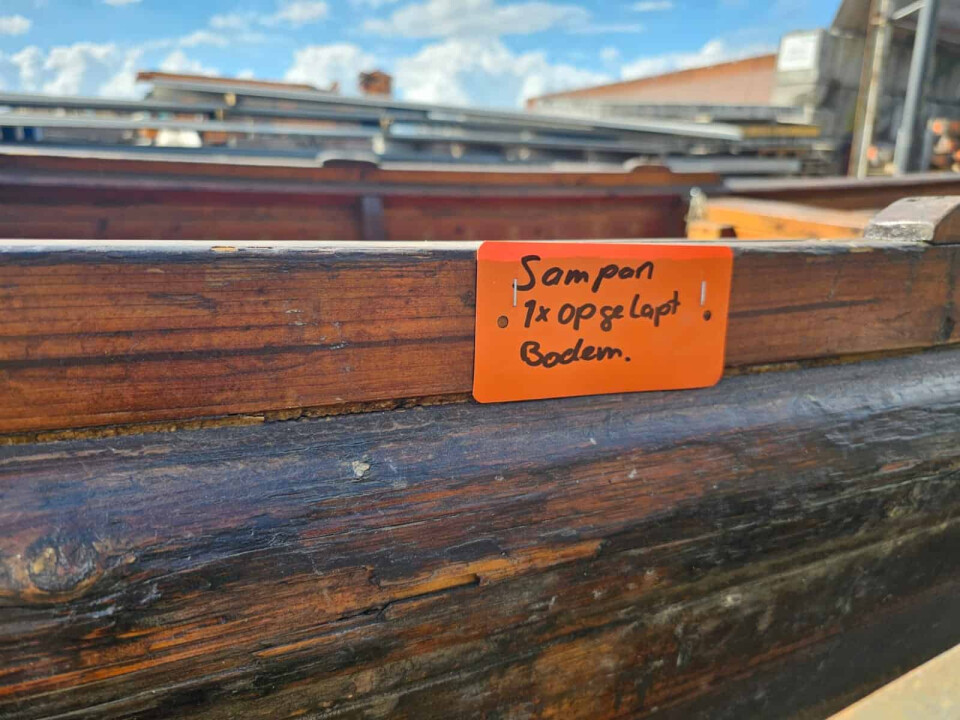 Sampan
1x opgelapt
Bodem.